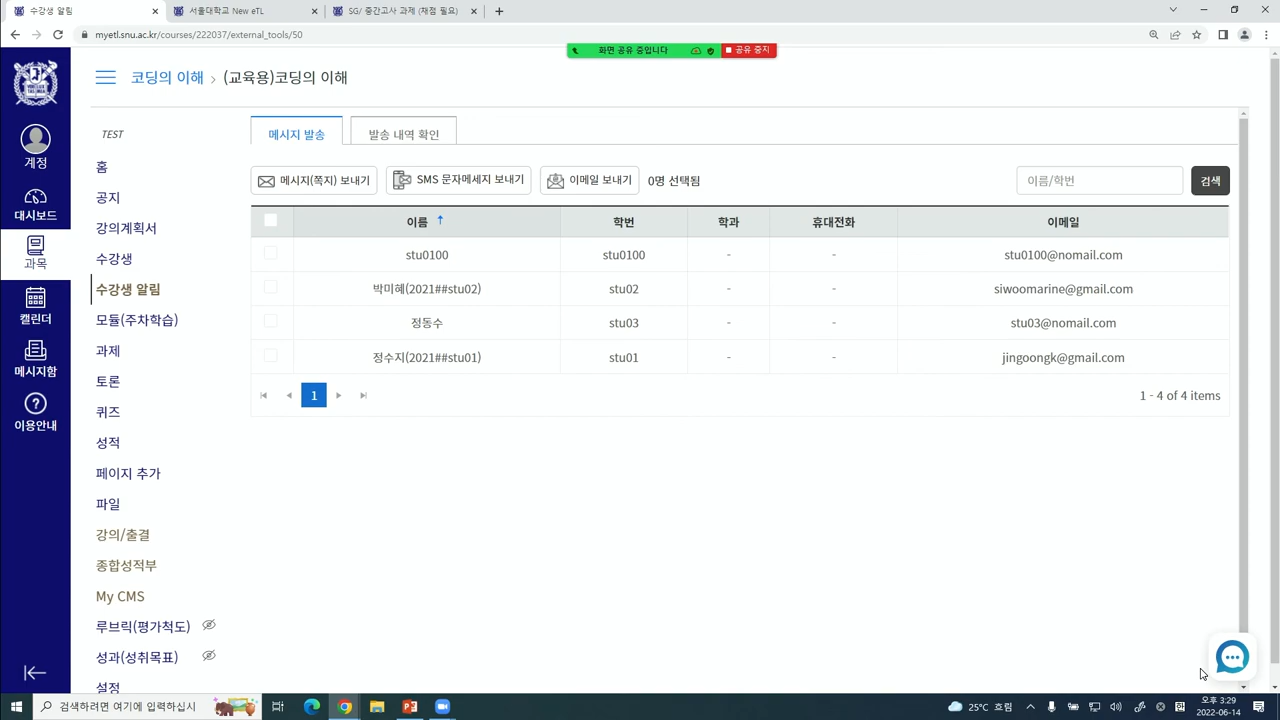 수강생 알림
서울대학교 New eTL
SG/ 중간고사 과제 (채점 필요)
myetl.snu.ac.kr/courses/222037/external_tools/50
화면 공유 중입니다
공유 중지
계정
대시보드
과목
캘린더
메시지함
이용안내
코딩의 이해 › (교육용)코딩의 이해
TEST
홈
공지
강의계획서
수강생
수강생 알림
모듈(주차학습)
과제
토론
퀴즈
성적
페이지 추가
파일
강의/출결
종합성적부
My CMS
루브릭(평가척도)
성과(성취목표)
설정
메시지 발송
발송 내역 확인
메시지(쪽지) 보내기
SMS 문자메세지 보내기
이메일 보내기
0명 선택됨
이름/학번
검색
이름 ↑ 학번 학과 휴대전화 이메일
stu0100 stu0100 - - stu0100@nomail.com
박미혜(2021##stu02) stu02 - - siwoomarine@gmail.com
정동수 stu03 - - stu03@nomail.com
정수지(2021##stu01) stu01 - - jingoongk@gmail.com
1
1 - 4 of 4 items
검색하려면 여기에 입력하십시
25°C 흐림
오후 3:29
2022-06-14